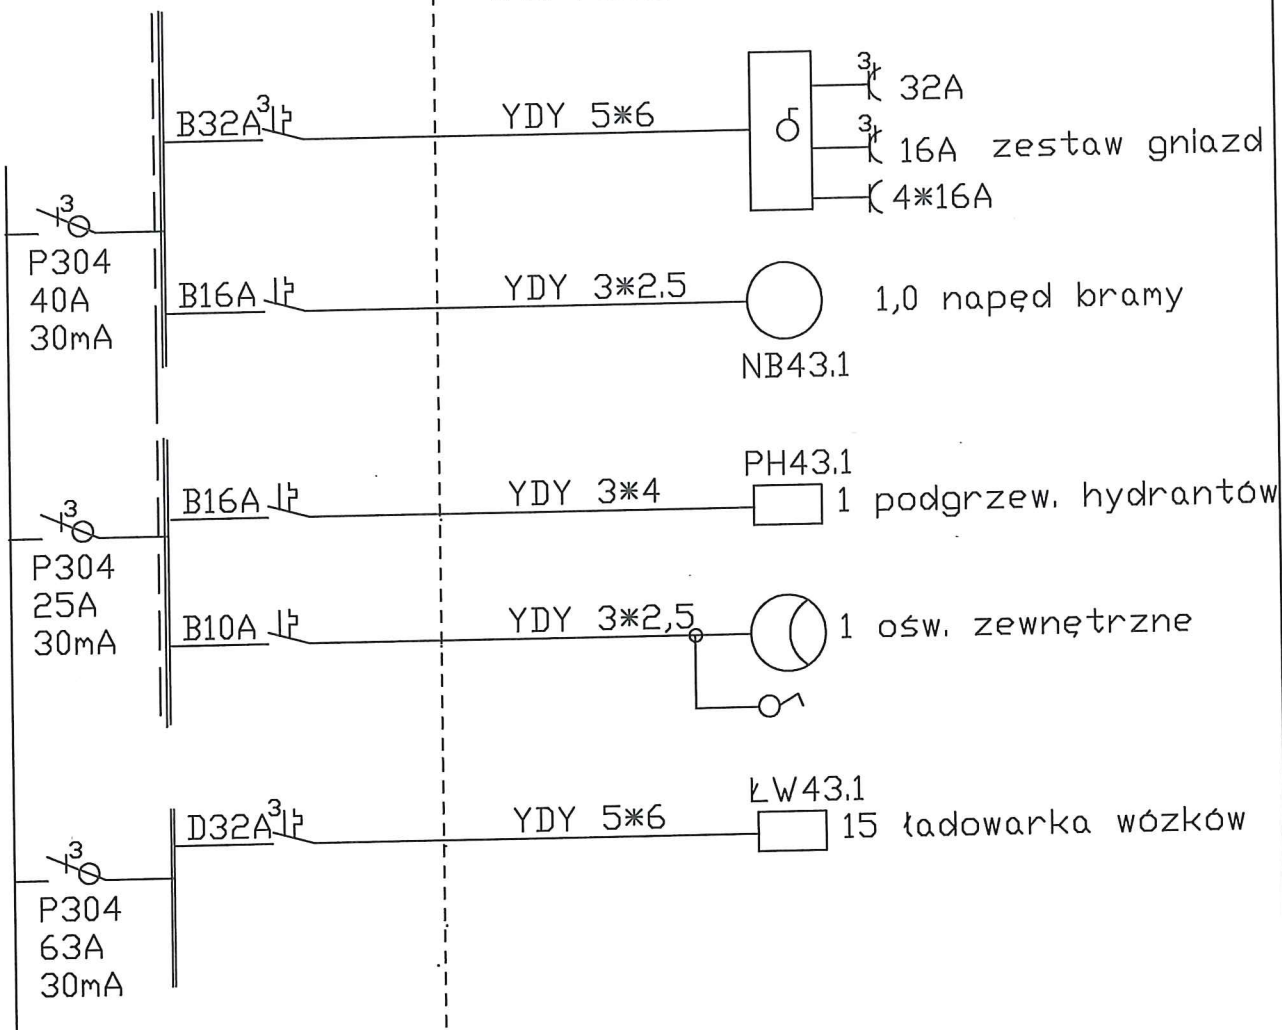 B32A 3 YDY 5*6 3 32A
3 16A zestaw gniazd
4*16A
3
P304
40A
30mA
B16A YDY 3*2.5 1,0 napęd bramy
NB43.1
PH43.1
B16A YDY 3*4 1 podgrzew. hydrantów
3
P304
25A
30mA
B10A YDY 3*2,5 1 ośw. zewnętrzne
ŁW43.1
D32A 3 YDY 5*6 15 ładowarka wózków
3
P304
63A
30mA